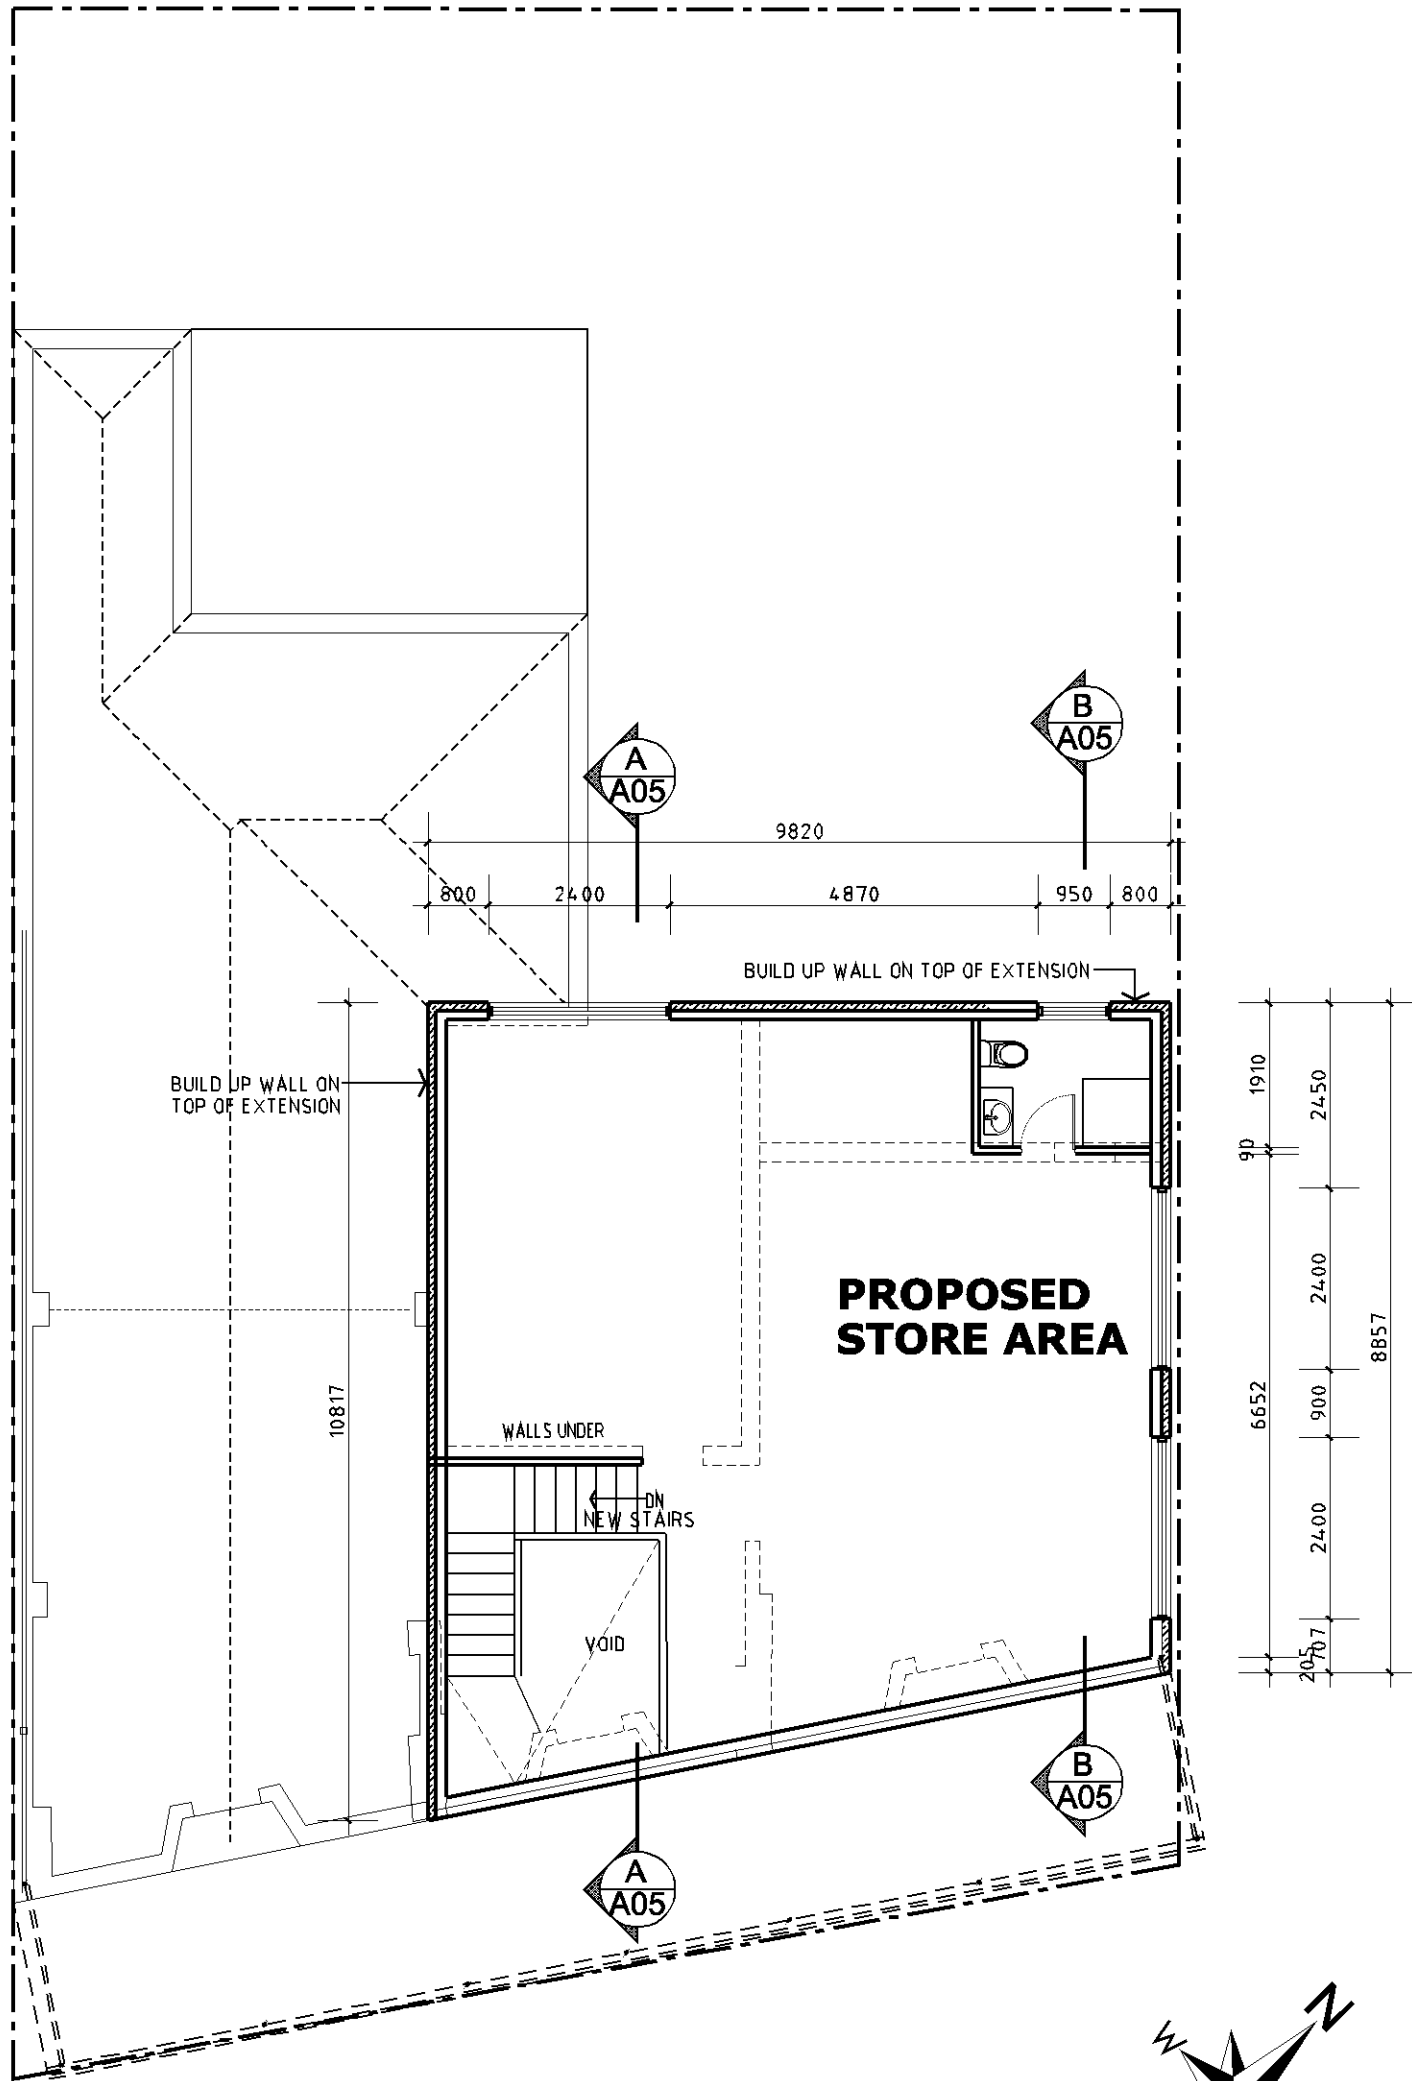 B
A05
A
A05
9820
800
2400
4870
950
800
BUILD UP WALL ON TOP OF EXTENSION
BUILD UP WALL ON
TOP OF EXTENSION
1910
2450
90
2400
PROPOSED
STORE AREA
8857
10817
6652
900
WALLS UNDER
DN
NEW STAIRS
2400
VOID
707
205
B
A05
A
A05
N
W